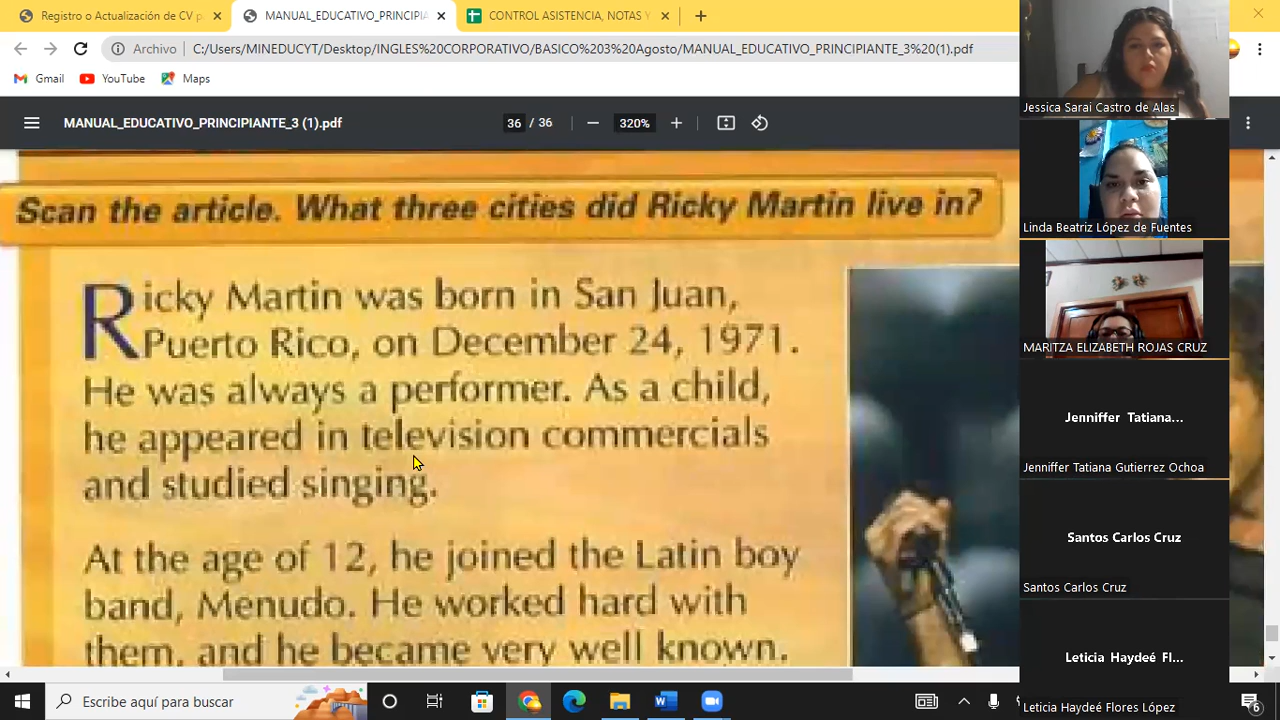 Registro o Actualización de CV p
MANUAL_EDUCATIVO_PRINCIPIA
CONTROL ASISTENCIA, NOTAS Y
Archivo
C:/Users/MINEDUCYT/Desktop/INGLES%20CORPORATIVO/BASICO%203%20Agosto/MANUAL_EDUCATIVO_PRINCIPIANTE_3%20(1).pdf
Gmail
YouTube
Maps
MANUAL_EDUCATIVO_PRINCIPIANTE_3 (1).pdf
36 / 36
320%
Scan the article. What three cities did Ricky Martin live in?
Ricky Martin was born in San Juan,
Puerto Rico, on December 24, 1971.
He was always a performer. As a child,
he appeared in television commercials
and studied singing.
At the age of 12, he joined the Latin boy
band, Menudo. He worked hard with
them, and he became very well known.
Jessica Sarai Castro de Alas
Linda Beatriz López de Fuentes
MARITZA ELIZABETH ROJAS CRUZ
Jenniffer Tatiana...
Jenniffer Tatiana Gutierrez Ochoa
Santos Carlos Cruz
Santos Carlos Cruz
Leticia Haydeé Fl...
Leticia Haydeé Flores López
Escribe aquí para buscar
6